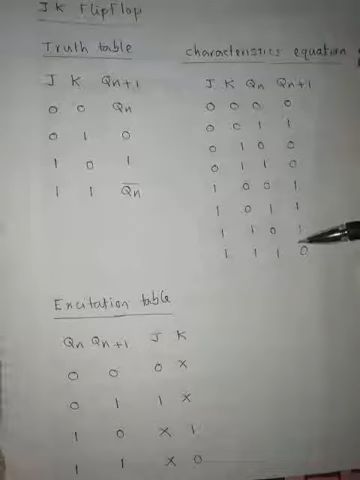 JK flipflop
Truth table
J K Qn+1
0 0 Qn
0 1 0
1 0 1
1 1 Q̅n̅
characteristics equation
J K Qn Qn+1
0 0 0 0
0 0 1 1
0 1 0 0
0 1 1 0
1 0 0 1
1 0 1 1
1 1 0 1
1 1 1 0
Excitation table
Qn Qn+1 J K
0 0 0 X
0 1 1 X
1 0 X 1
1 1 X 0